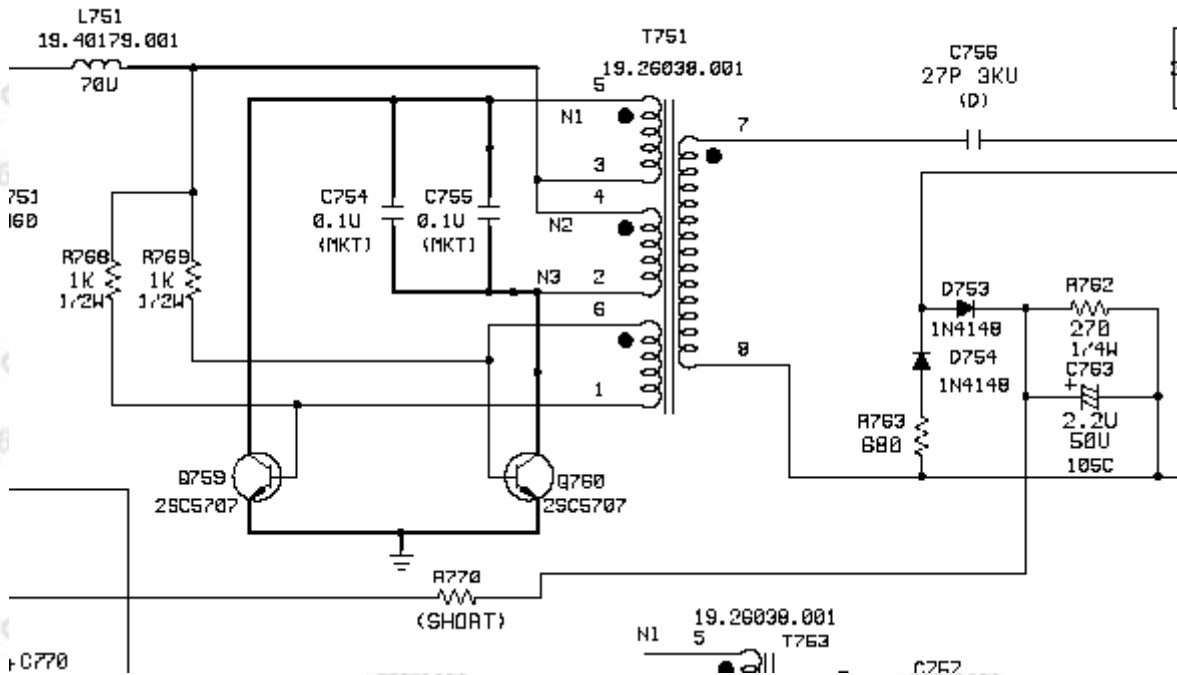 L751
19.40179.001
70U
T751
19.26038.001
5
N1
3
4
N2
N3 2
6
1
7
8
C756
27P 3KV
(D)
751
160
C754
0.1U
(MKT)
C755
0.1U
(MKT)
R768
1K
1/2W
R769
1K
1/2W
D753
1N4148
D754
1N4148
R762
270
1/4W
C763
+
2.2U
50V
105C
R763
680
Q759
2SC5707
Q760
2SC5707
R770
(SHORT)
19.26038.001
N1 5
T763
+ C770
C757